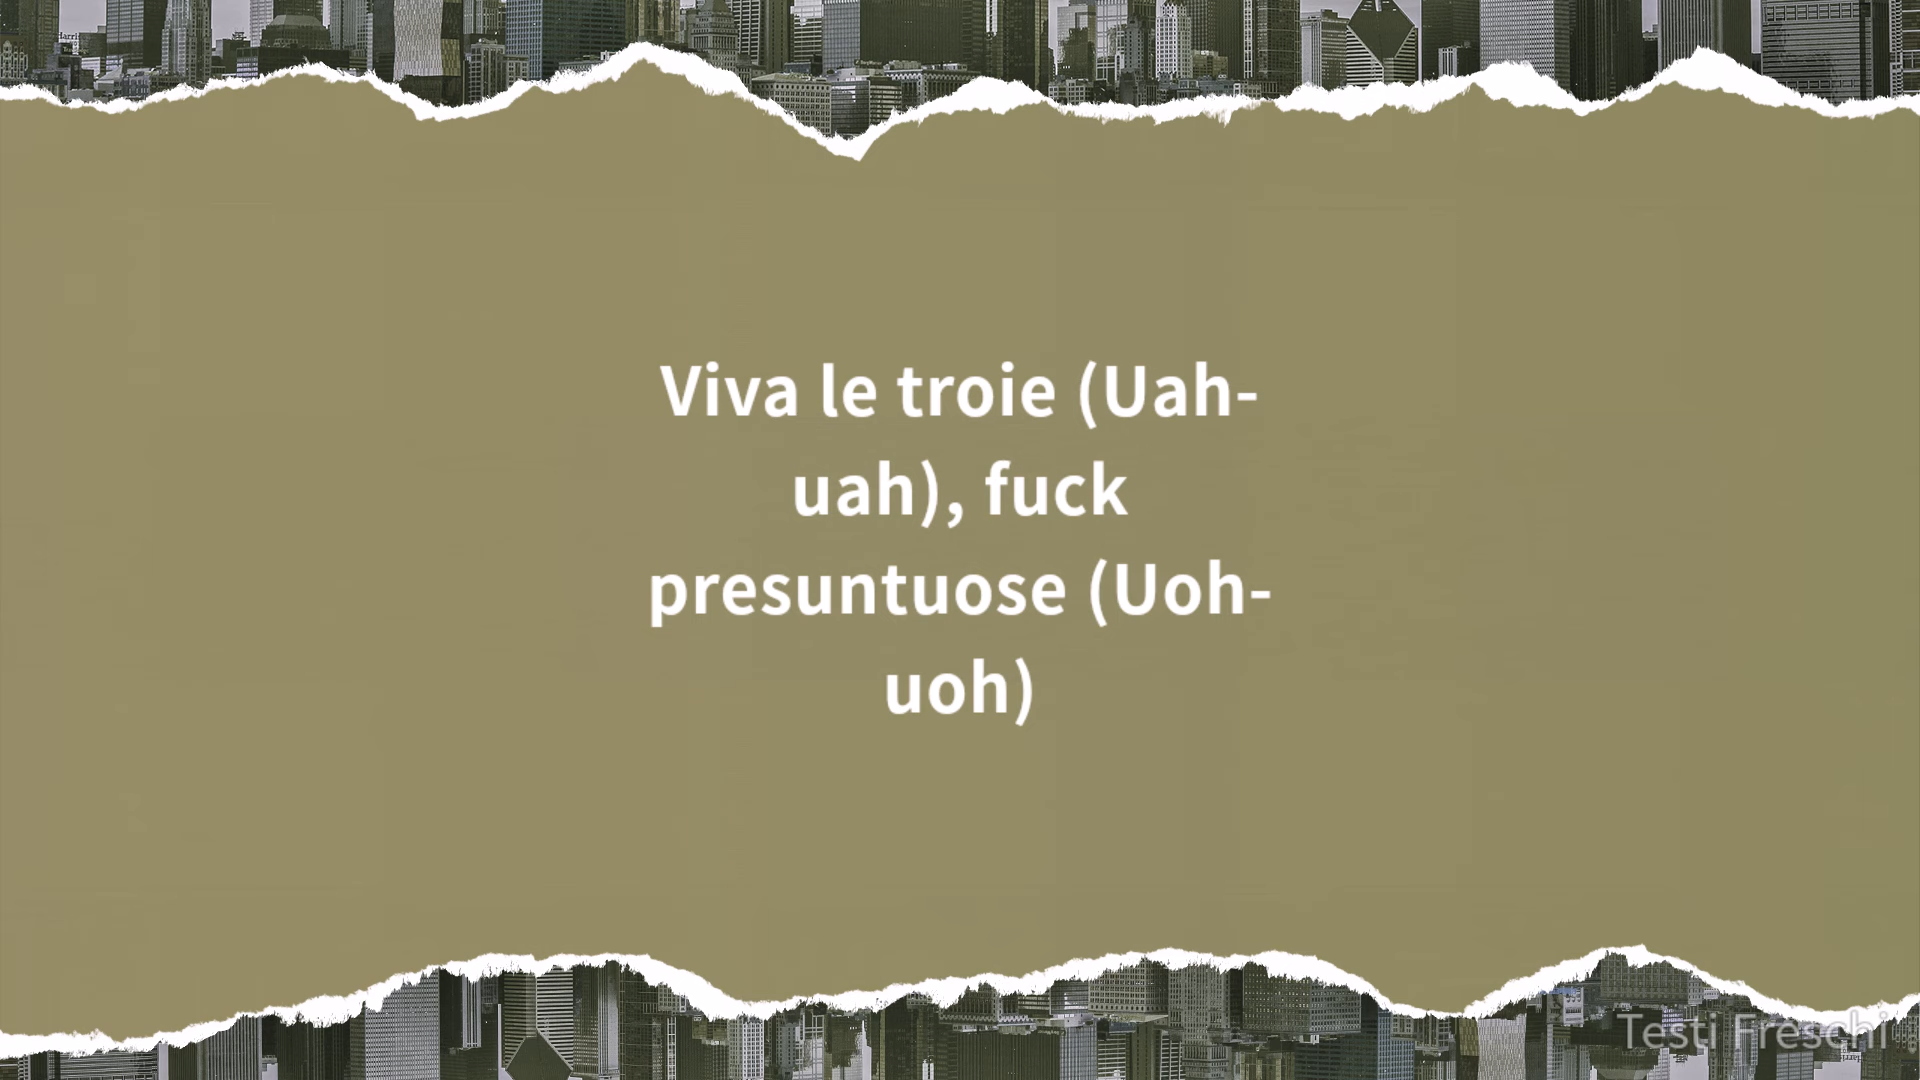 Viva le troie (Uah-
uah), fuck
presuntuose (Uoh-
uoh)
Testi Freschi